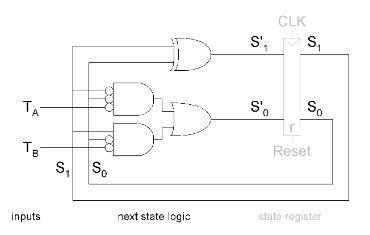 CLK
S'1 S1
TA
S'0 S0
r
TB
Reset
S1 S0
inputs next state logic state register